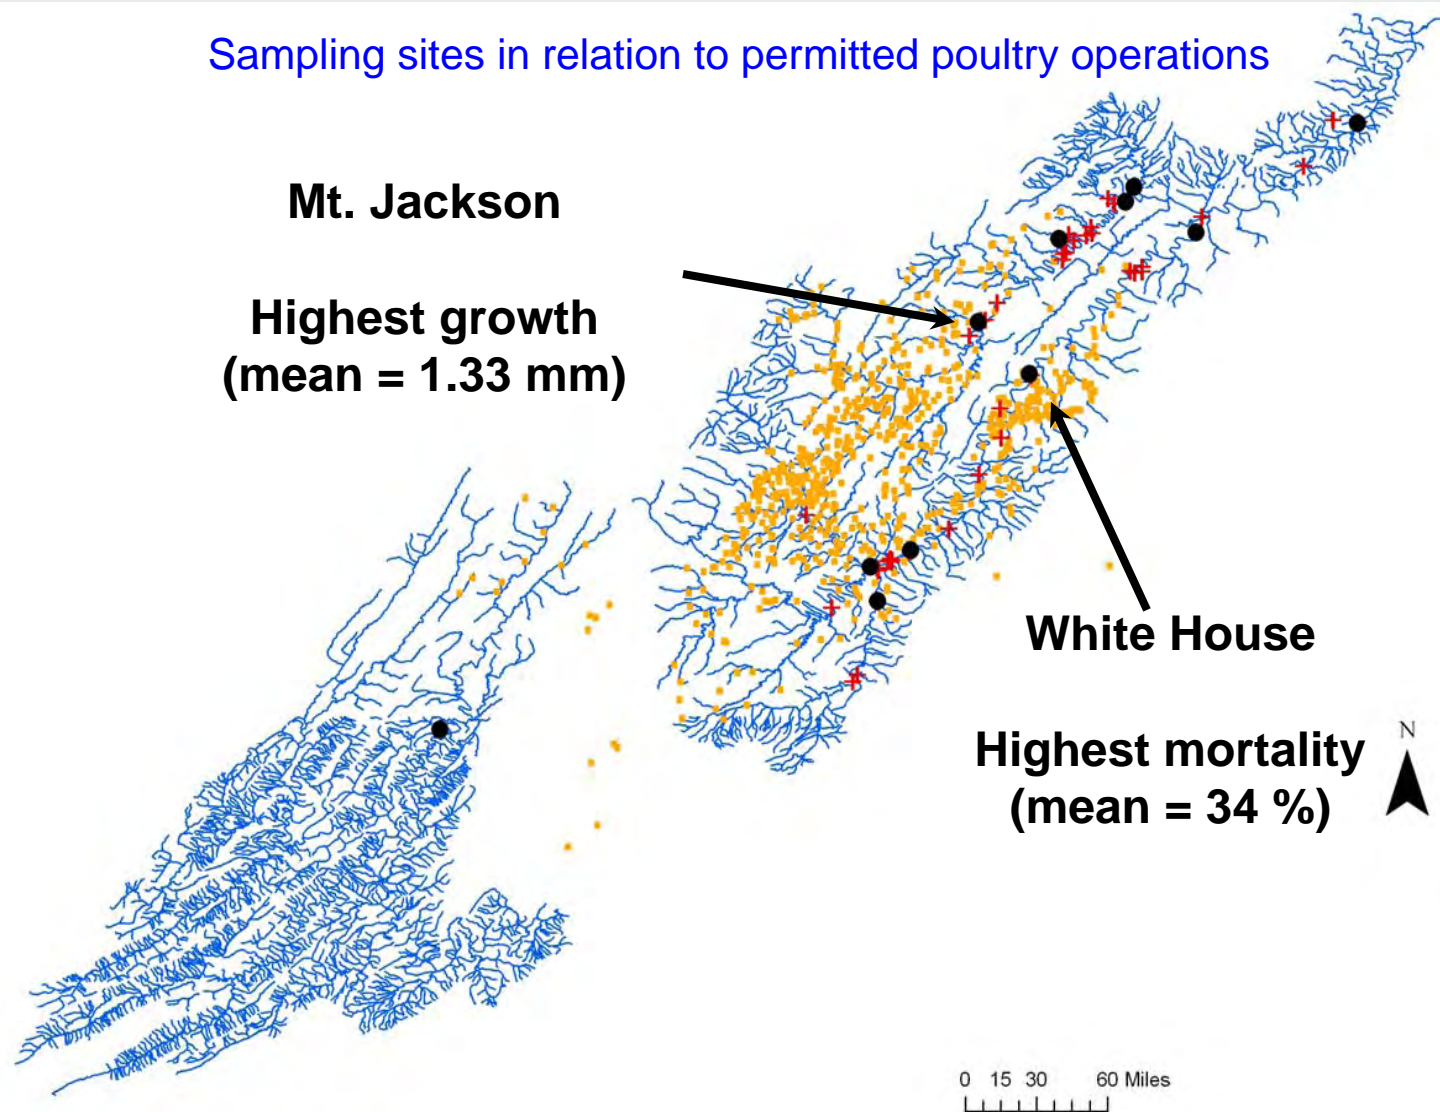 Sampling sites in relation to permitted poultry operations
Mt. Jackson
Highest growth
(mean = 1.33 mm)
White House
Highest mortality
(mean = 34 %)
N
0 15 30 60 Miles